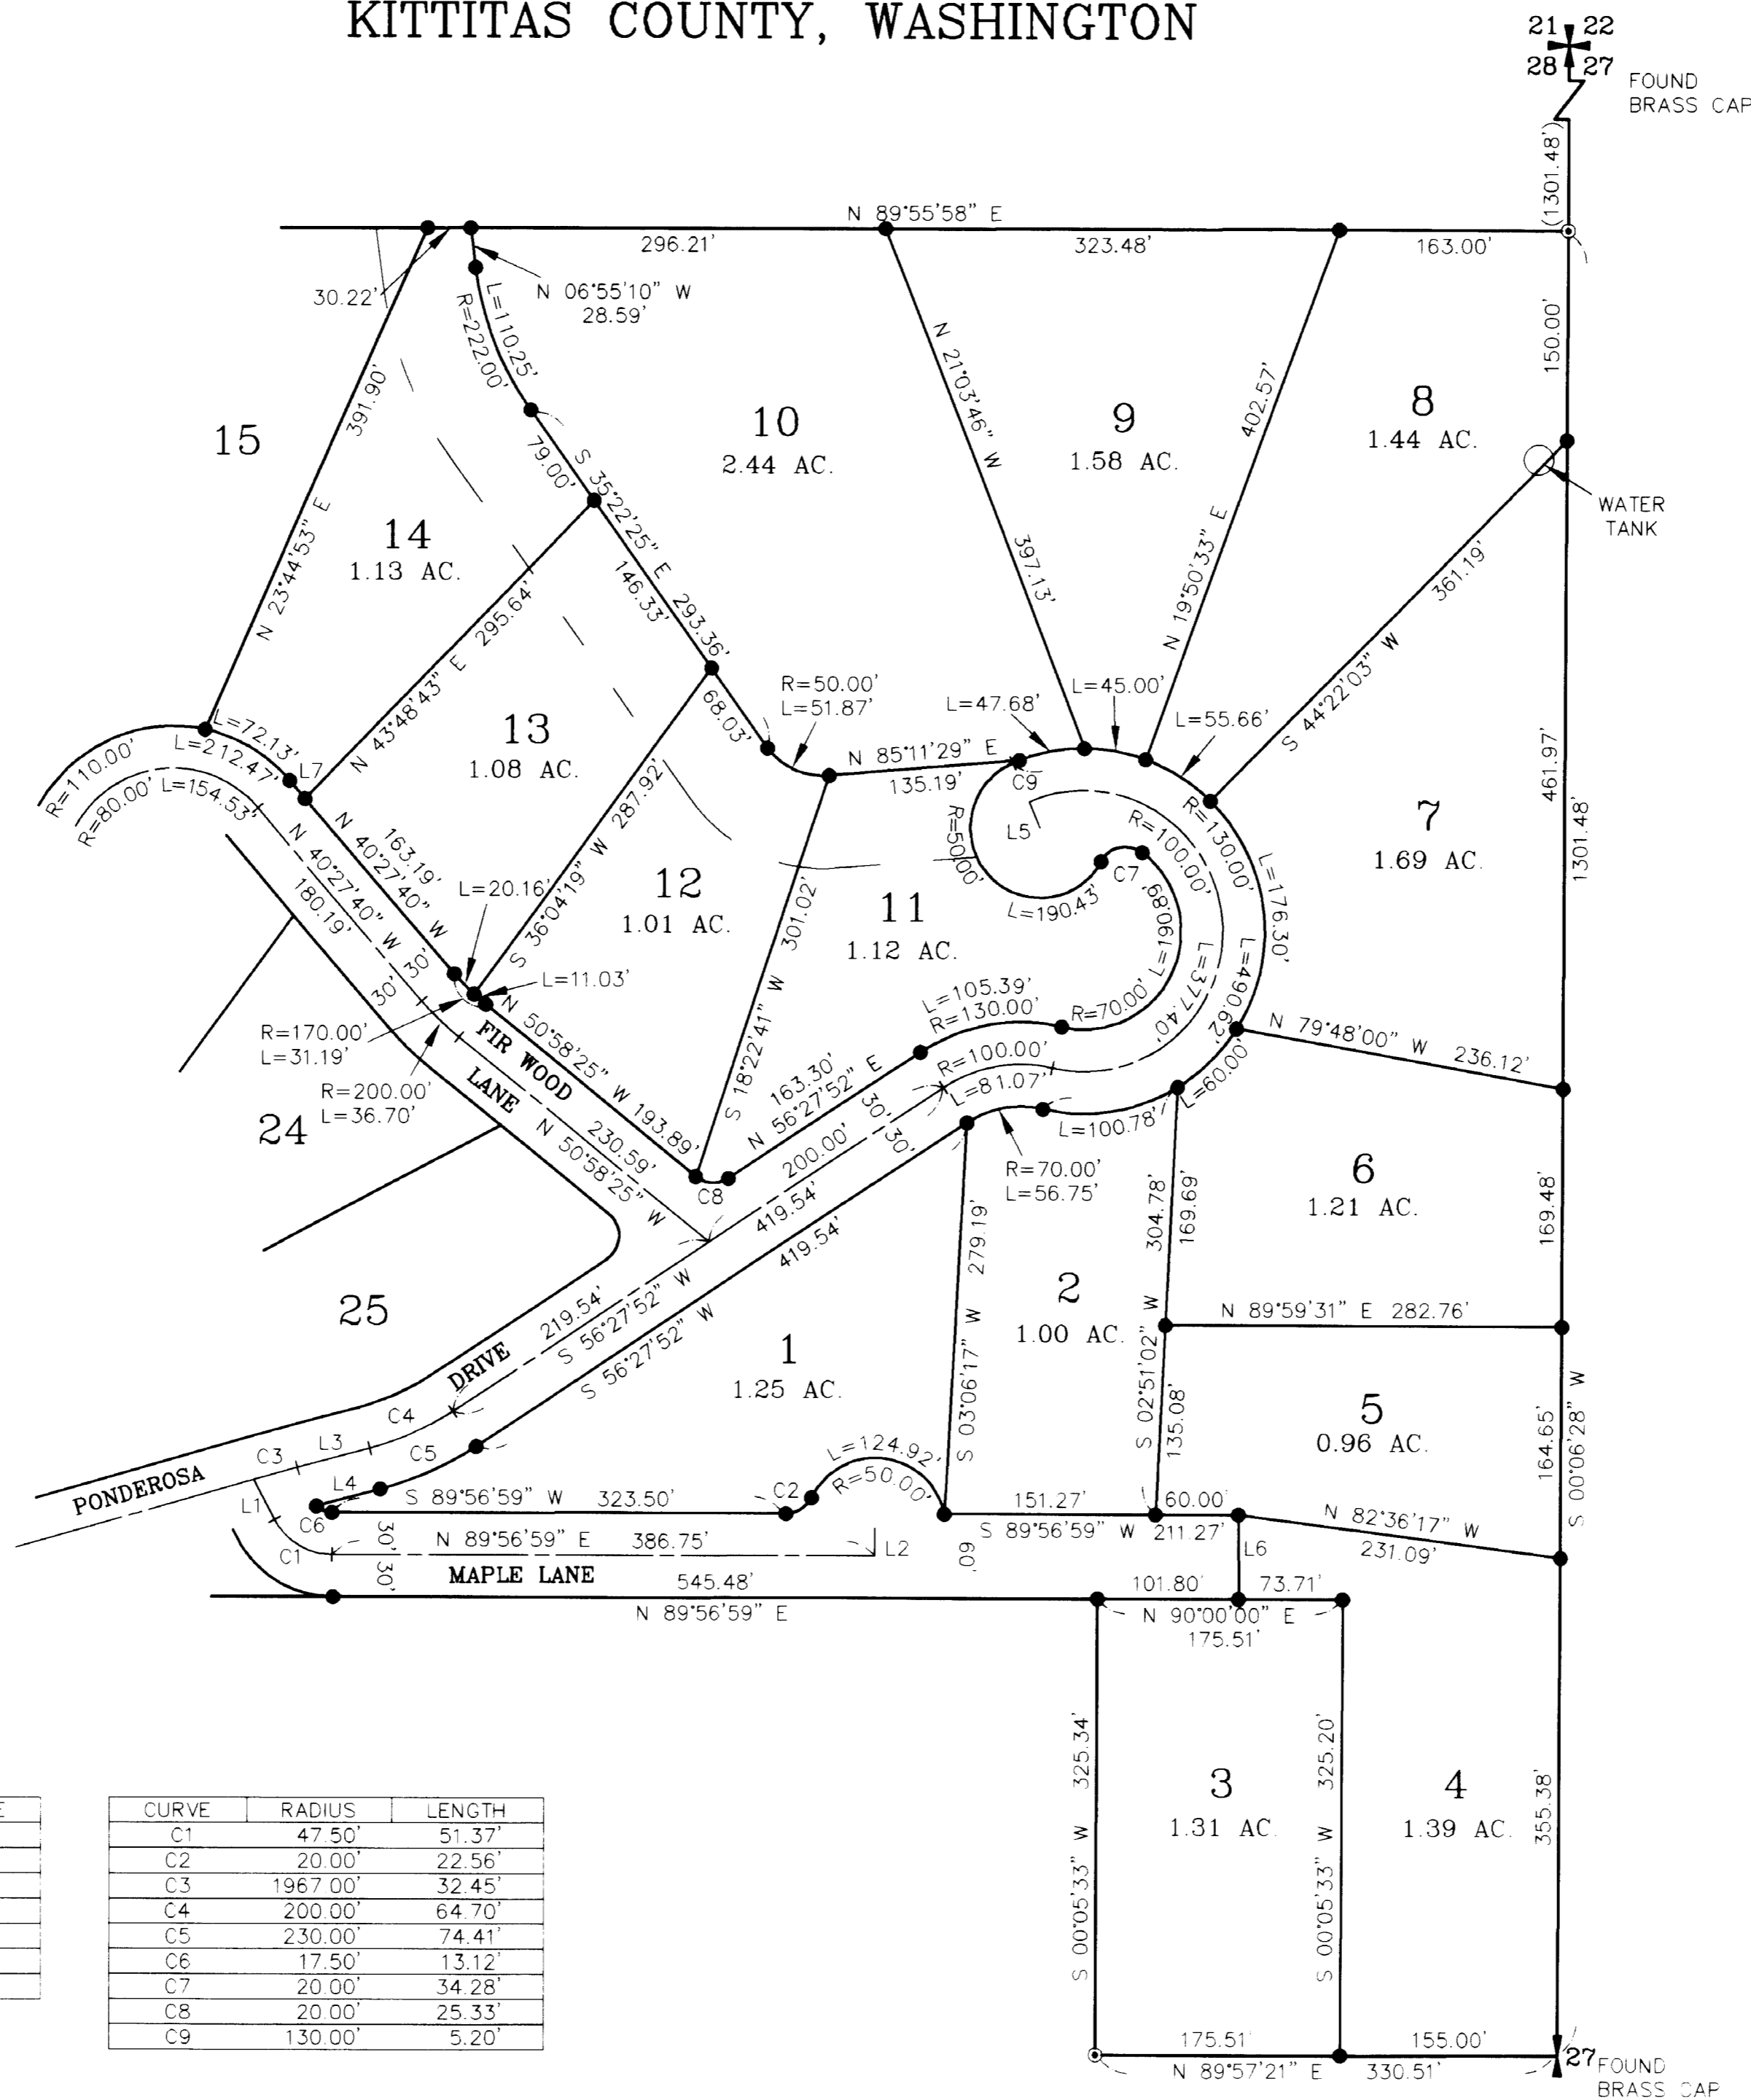 KITTITAS COUNTY, WASHINGTON
21 22
28 27
FOUND
BRASS CAP
(1301.48')
N 89°55'58" E
296.21'
323.48'
163.00'
30.22'
N 06°55'10" W
28.59'
L=110.25'
R=222.00'
150.00'
391.90'
N 23°44'53" E
15
14
1.13 AC.
79.00'
S 35°22'25" E
293.36'
146.33'
68.03'
10
2.44 AC.
N 21°03'46" W
397.13'
9
1.58 AC.
402.57'
N 19°50'33" E
8
1.44 AC.
WATER
TANK
361.19'
S 44°22'03" W
461.97'
1301.48'
N 43°48'43" E
295.64'
13
1.08 AC.
R=50.00'
L=51.87'
L=47.68'
L=45.00'
L=55.66'
N 85°11'29" E
135.19'
C9
L5
R=50.00'
L=190.43'
C7
R=100.00'
R=130.00'
L=176.30'
L=190.89'
L=377.40'
L=490.62'
R=70.00'
7
1.69 AC.
L=72.13'
L=212.47'
L7
R=110.00'
R=80.00'
L=154.53'
163.19'
N 40°27'40" W
N 40°27'40" W
180.19'
30'
30'
L=20.16'
S 36°04'19" W
287.92'
12
1.01 AC.
301.02'
S 18°22'41" W
11
1.12 AC.
L=11.03'
R=170.00'
L=31.19'
R=200.00'
L=36.70'
FIR WOOD
LANE
N 50°58'25" W
193.89'
230.59'
N 50°58'25" W
24
L=105.39'
R=130.00'
163.30'
N 56°27'52" E
C8
R=100.00'
L=81.07'
30'
30'
200.00'
419.54'
419.54'
L=60.00'
L=100.78'
N 79°48'00" W
236.12'
R=70.00'
L=56.75'
279.19'
S 03°06'17" W
304.78'
169.69'
S 02°51'02" W
135.08'
6
1.21 AC.
169.48'
N 89°59'31" E 282.76'
2
1.00 AC.
25
219.54'
S 56°27'52" W
S 56°27'52" W
DRIVE
1
1.25 AC.
5
0.96 AC.
164.65'
S 00°06'28" W
C4
C5
L3
C3
L4
PONDEROSA
L1
C6
C1
S 89°56'59" W 323.50'
C2
L=124.92'
R=50.00'
151.27'
60.00'
S 89°56'59" W 211.27'
N 82°36'17" W
231.09'
30'
30'
N 89°56'59" E 386.75'
L2
60'
L6
MAPLE LANE
545.48'
N 89°56'59" E
101.80'
73.71'
N 90°00'00" E
175.51'
325.34'
S 00°05'33" W
325.20'
S 00°05'33" W
3
1.31 AC.
4
1.39 AC.
355.38'
175.51'
155.00'
N 89°57'21" E 330.51'
27
FOUND
BRASS CAP
E
CURVE RADIUS LENGTH
C1 47.50' 51.37'
C2 20.00' 22.56'
C3 1967.00' 32.45'
C4 200.00' 64.70'
C5 230.00' 74.41'
C6 17.50' 13.12'
C7 20.00' 34.28'
C8 20.00' 25.33'
C9 130.00' 5.20'